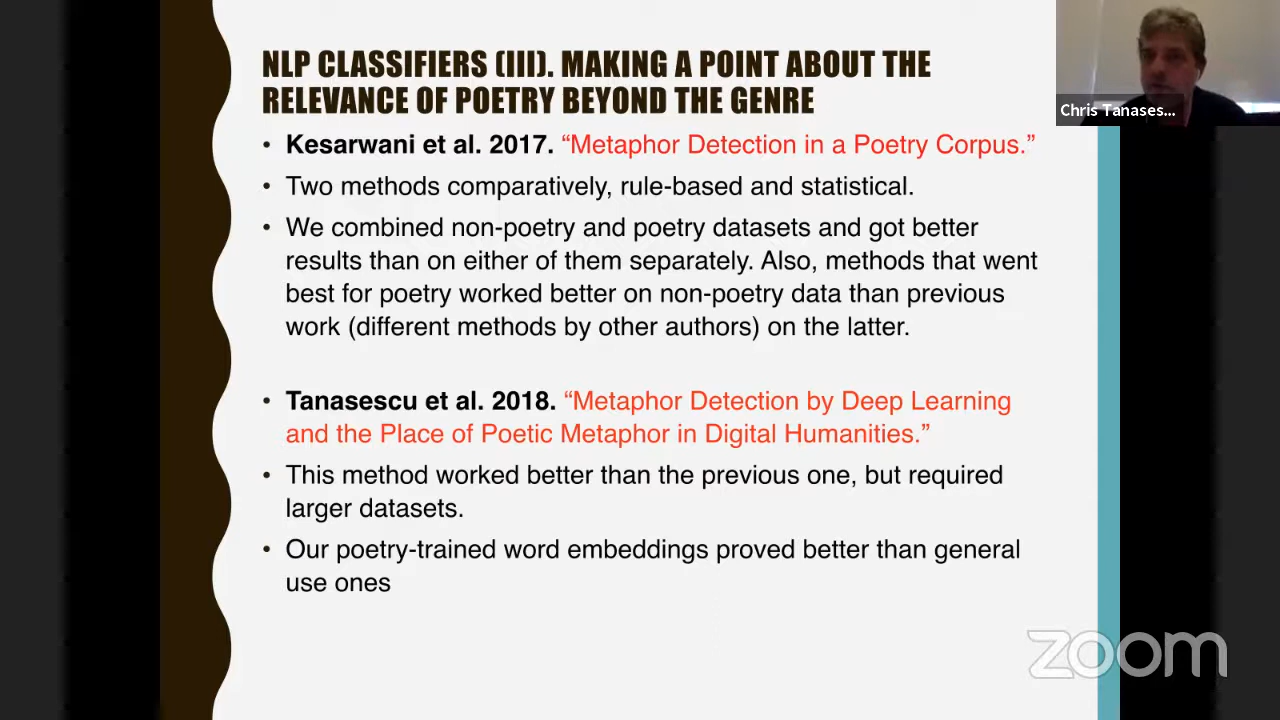 NLP CLASSIFIERS (III). MAKING A POINT ABOUT THE
RELEVANCE OF POETRY BEYOND THE GENRE
• Kesarwani et al. 2017. “Metaphor Detection in a Poetry Corpus.”
• Two methods comparatively, rule-based and statistical.
• We combined non-poetry and poetry datasets and got better
results than on either of them separately. Also, methods that went
best for poetry worked better on non-poetry data than previous
work (different methods by other authors) on the latter.
• Tanasescu et al. 2018. “Metaphor Detection by Deep Learning
and the Place of Poetic Metaphor in Digital Humanities.”
• This method worked better than the previous one, but required
larger datasets.
• Our poetry-trained word embeddings proved better than general
use ones
Chris Tanases...
zoom